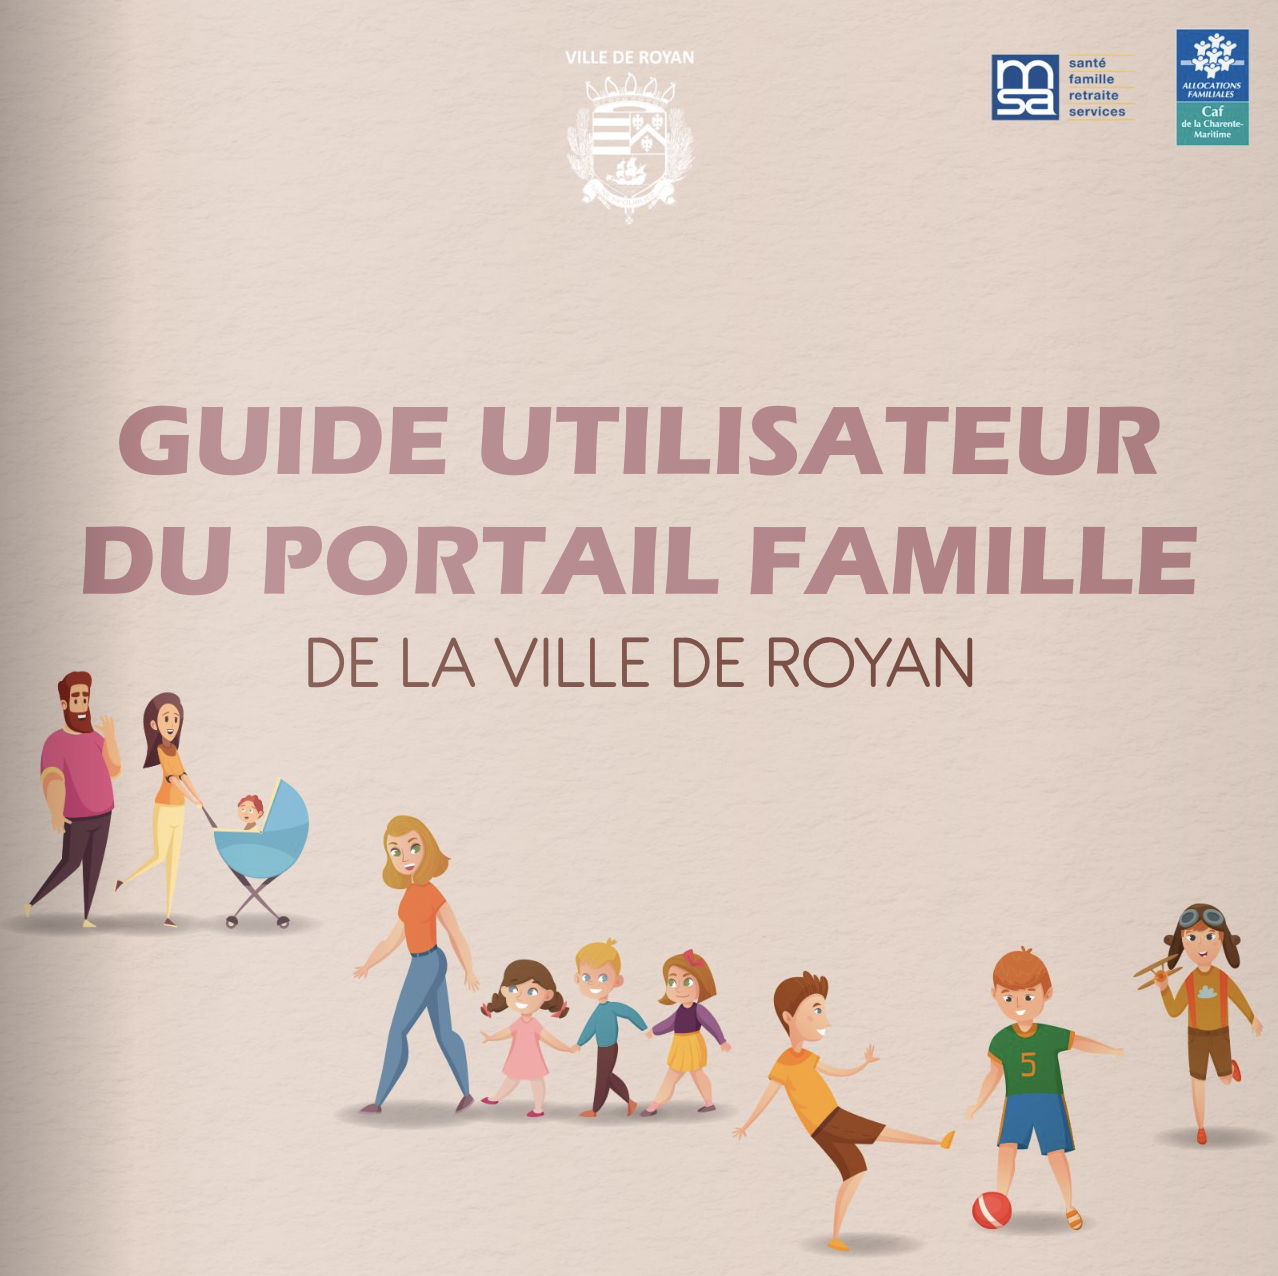 VILLE DE ROYAN
msa
santé
famille
retraite
services
ALLOCATIONS
FAMILIALES
Caf
de la Charente-
Maritime
GUIDE UTILISATEUR
DU PORTAIL FAMILLE
DE LA VILLE DE ROYAN
5